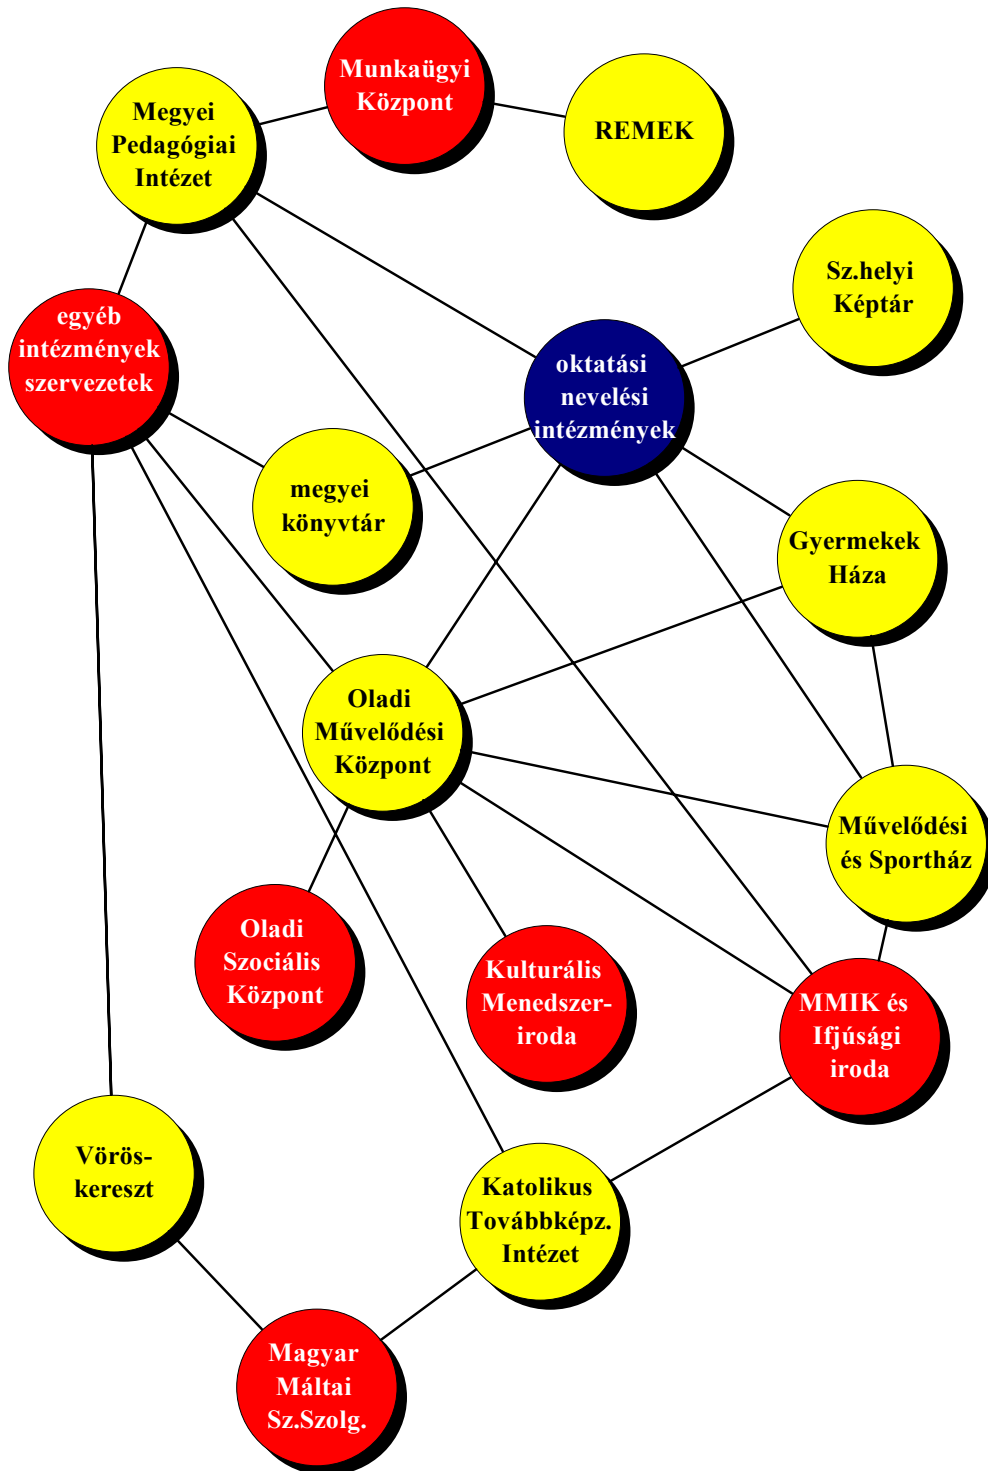 Munkaügyi
Központ
Megyei
Pedagógiai
Intézet
REMEK
Sz.helyi
Képtár
egyéb
intézmények
szervezetek
oktatási
nevelési
intézmények
megyei
könyvtár
Gyermekek
Háza
Oladi
Művelődési
Központ
Művelődési
és Sportház
Oladi
Szociális
Központ
Kulturális
Menedszer-
iroda
MMIK és
Ifjúsági
iroda
Vörös-
kereszt
Katolikus
Továbbképz.
Intézet
Magyar
Máltai
Sz.Szolg.